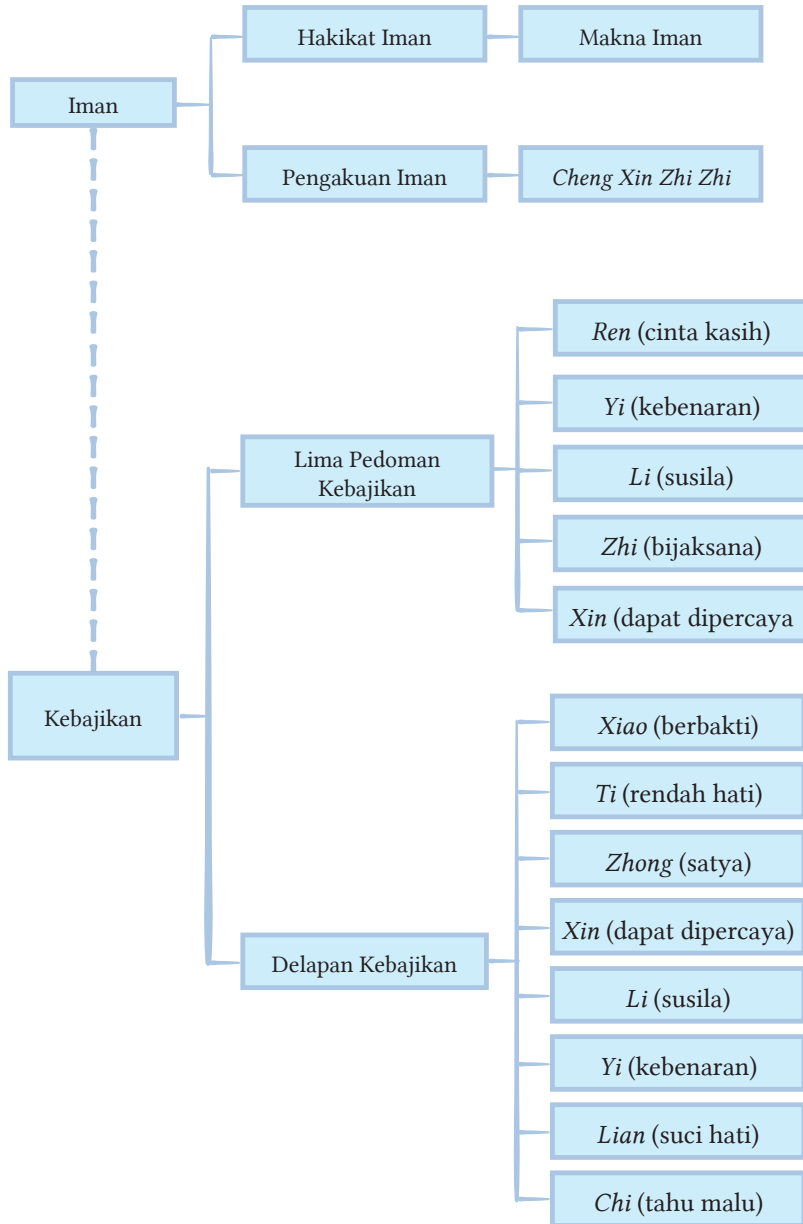 Hakikat Iman
Makna Iman
Iman
Pengakuan Iman
Cheng Xin Zhi Zhi
Ren (cinta kasih)
Yi (kebenaran)
Lima Pedoman
Kebajikan
Li (susila)
Zhi (bijaksana)
Xin (dapat dipercaya
Kebajikan
Xiao (berbakti)
Ti (rendah hati)
Zhong (satya)
Xin (dapat dipercaya)
Delapan Kebajikan
Li (susila)
Yi (kebenaran)
Lian (suci hati)
Chi (tahu malu)